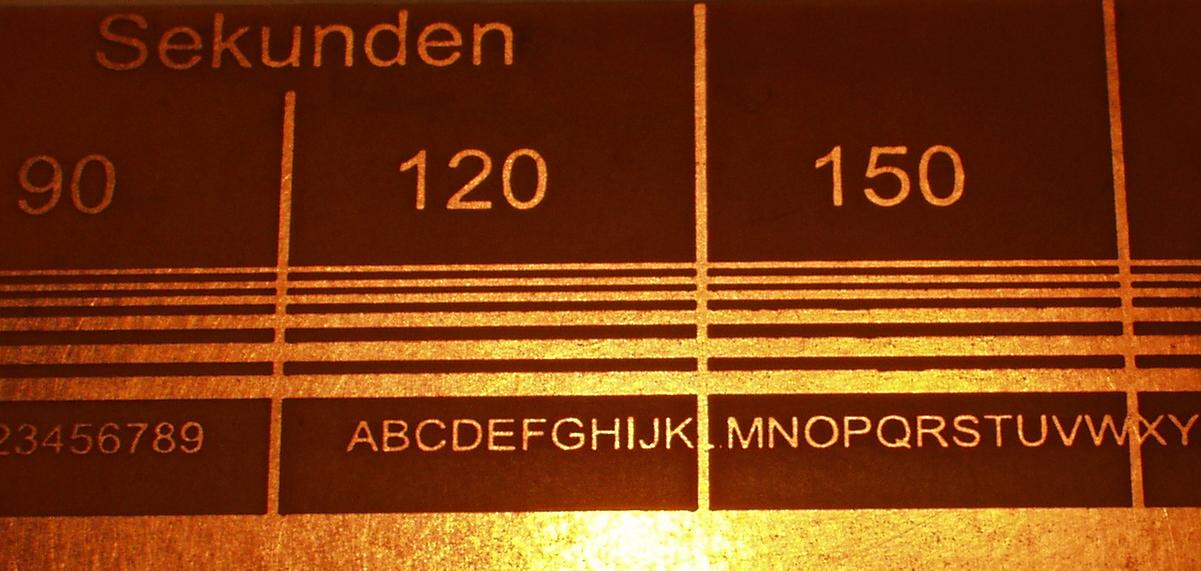 Sekunden
90 120 150
23456789 ABCDEFGHIJKLMNOPQRSTUVWXY